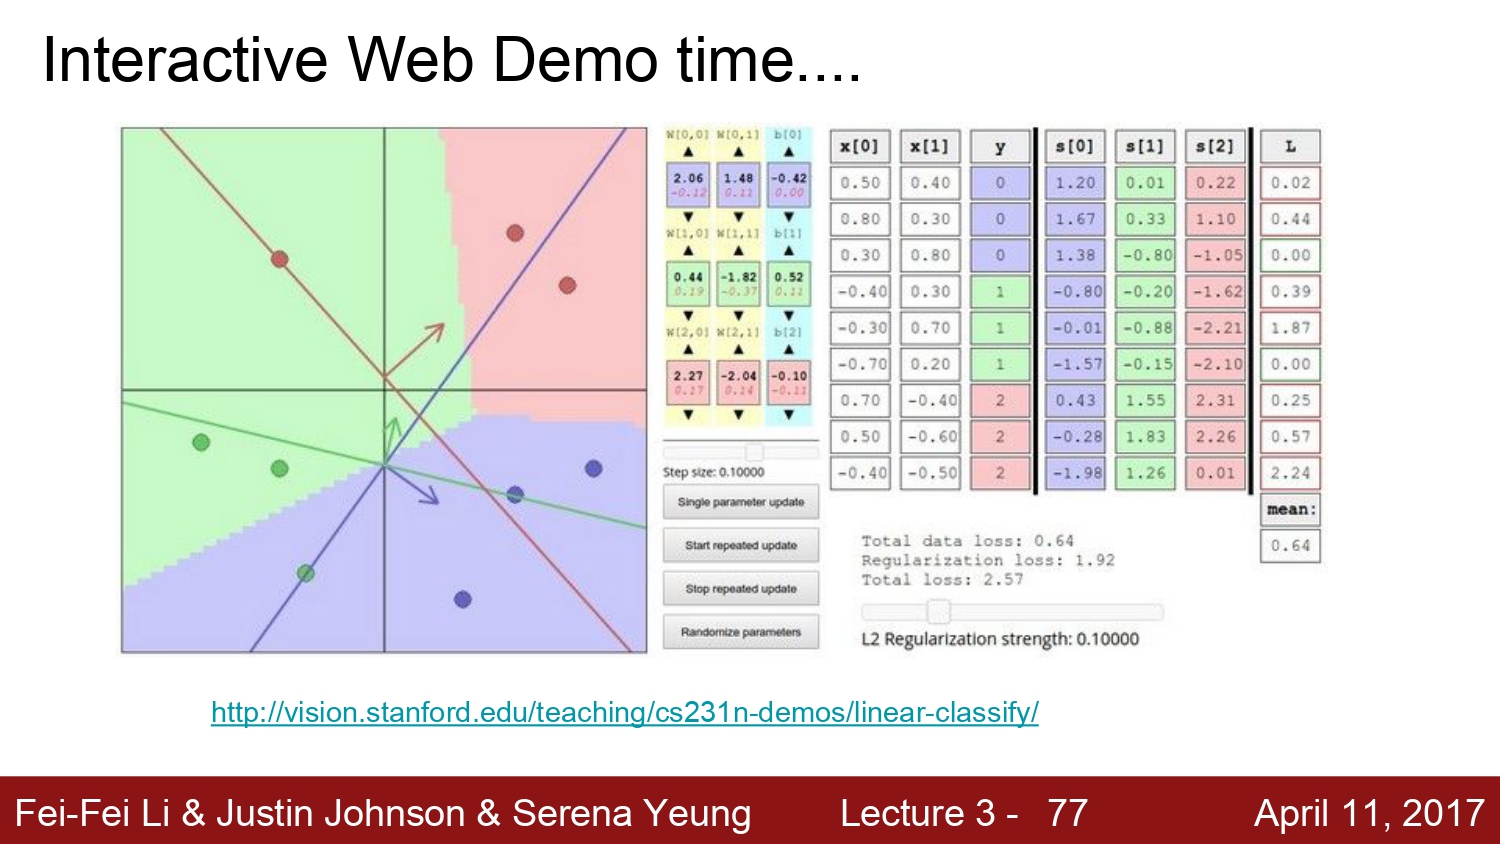 Interactive Web Demo time....
W[0,0] W[0,1] b[0]
▲ ▲ ▲
2.06 1.48 -0.42
-0.12 0.11 0.00
▼ ▼ ▼
W[1,0] W[1,1] b[1]
▲ ▲ ▲
0.44 -1.82 0.52
0.19 -0.37 0.11
▼ ▼ ▼
W[2,0] W[2,1] b[2]
▲ ▲ ▲
2.27 -2.04 -0.10
0.17 0.14 -0.11
▼ ▼ ▼
Step size: 0.10000
Single parameter update
Start repeated update
Stop repeated update
Randomize parameters
x[0] x[1] y s[0] s[1] s[2] L
0.50 0.40 0 1.20 0.01 0.22 0.02
0.80 0.30 0 1.67 0.33 1.10 0.44
0.30 0.80 0 1.38 -0.80 -1.05 0.00
-0.40 0.30 1 -0.80 -0.20 -1.62 0.39
-0.30 0.70 1 -0.01 -0.88 -2.21 1.87
-0.70 0.20 1 -1.57 -0.15 -2.10 0.00
0.70 -0.40 2 0.43 1.55 2.31 0.25
0.50 -0.60 2 -0.28 1.83 2.26 0.57
-0.40 -0.50 2 -1.98 1.26 0.01 2.24
mean:
0.64
Total data loss: 0.64
Regularization loss: 1.92
Total loss: 2.57
L2 Regularization strength: 0.10000
http://vision.stanford.edu/teaching/cs231n-demos/linear-classify/
Fei-Fei Li & Justin Johnson & Serena Yeung Lecture 3 - 77 April 11, 2017